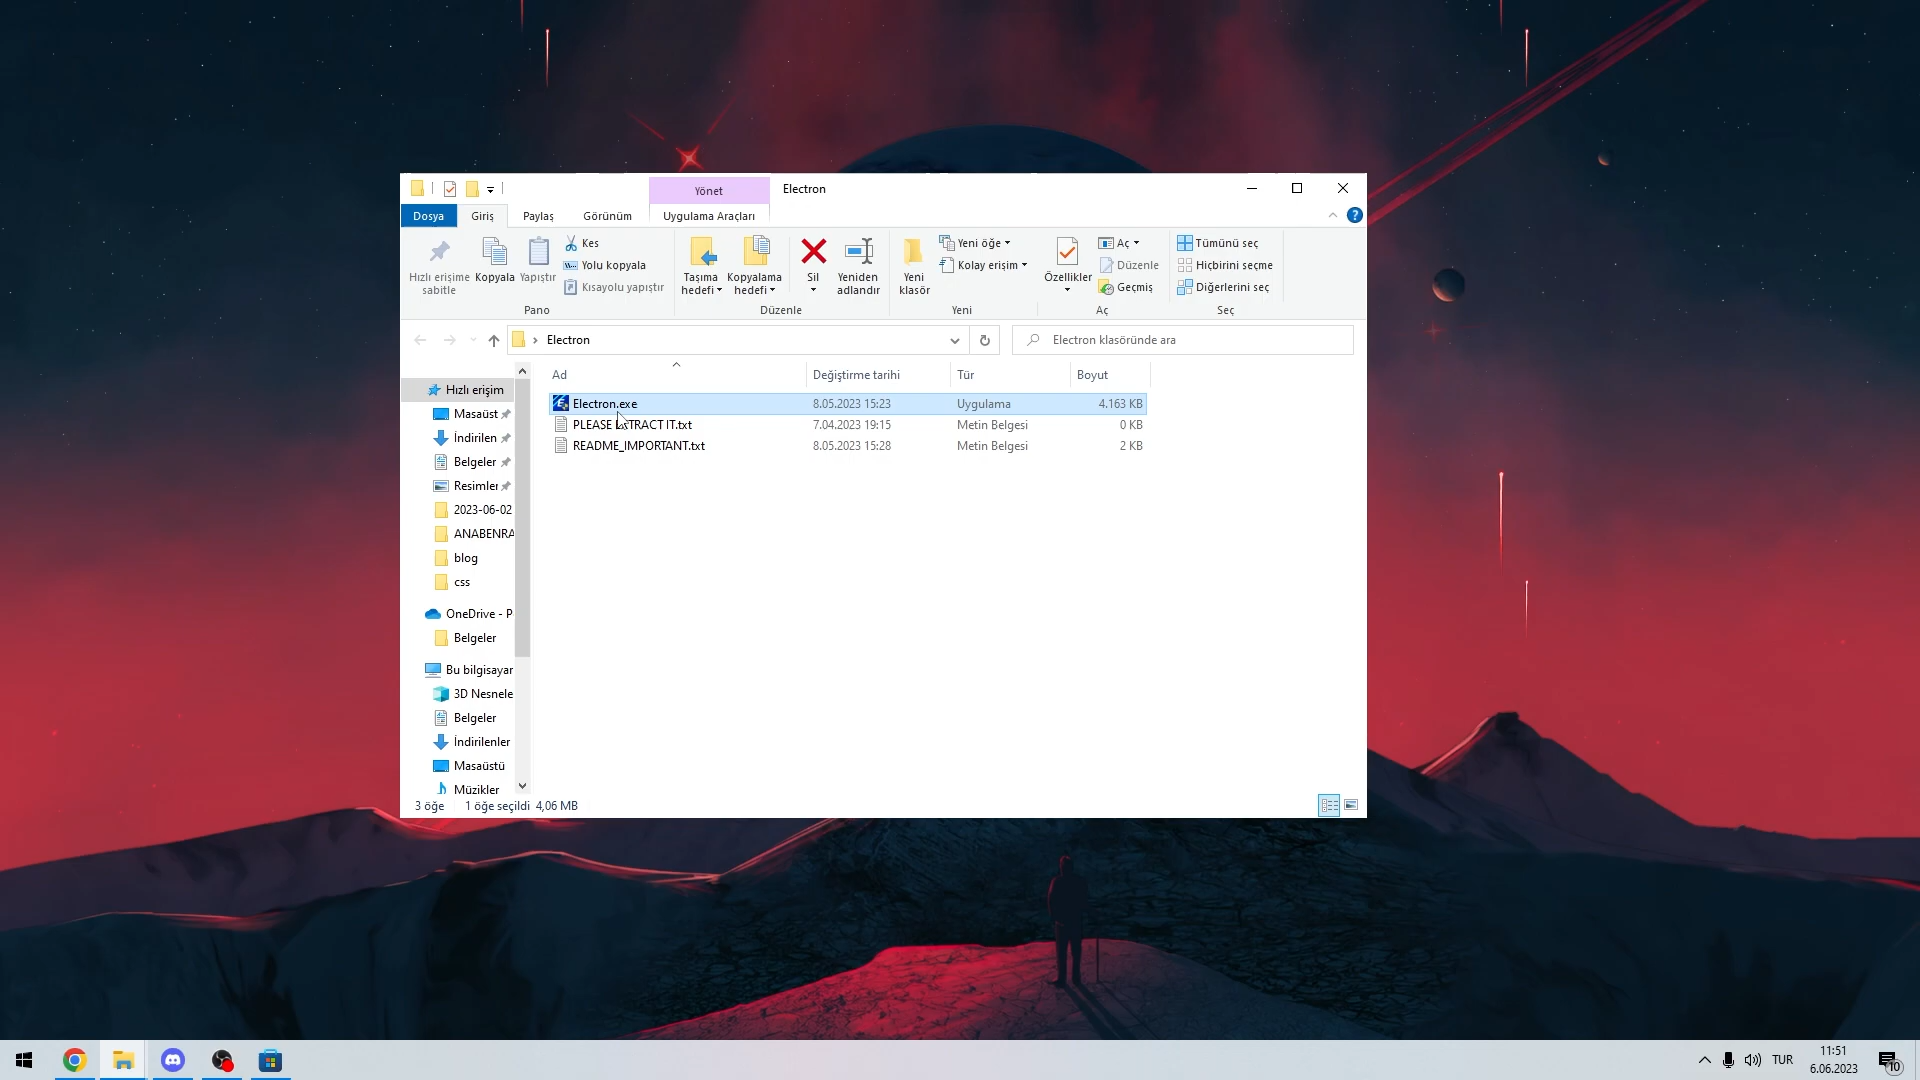 Yönet
Electron
Dosya
Giriş
Paylaş
Görünüm
Uygulama Araçları
Hızlı erişime
sabitle
Kopyala
Yapıştır
Kes
Yolu kopyala
Kısayolu yapıştır
Pano
Taşıma
hedefi
Kopyalama
hedefi
Sil
Yeniden
adlandır
Düzenle
Yeni
klasör
Yeni öğe
Kolay erişim
Yeni
Özellikler
Aç
Düzenle
Geçmiş
Aç
Tümünü seç
Hiçbirini seçme
Diğerlerini seç
Seç
Electron
Electron klasöründe ara
Ad
Değiştirme tarihi
Tür
Boyut
Electron.exe
8.05.2023 15:23
Uygulama
4.163 KB
PLEASE EXTRACT IT.txt
7.04.2023 19:15
Metin Belgesi
0 KB
README_IMPORTANT.txt
8.05.2023 15:28
Metin Belgesi
2 KB
Hızlı erişim
Masaüst
İndirilen
Belgeler
Resimler
2023-06-02
ANABENRA
blog
css
OneDrive - P
Belgeler
Bu bilgisayar
3D Nesnele
Belgeler
İndirilenler
Masaüstü
Müzikler
3 öğe
1 öğe seçildi 4,06 MB
TUR
11:51
6.06.2023
10